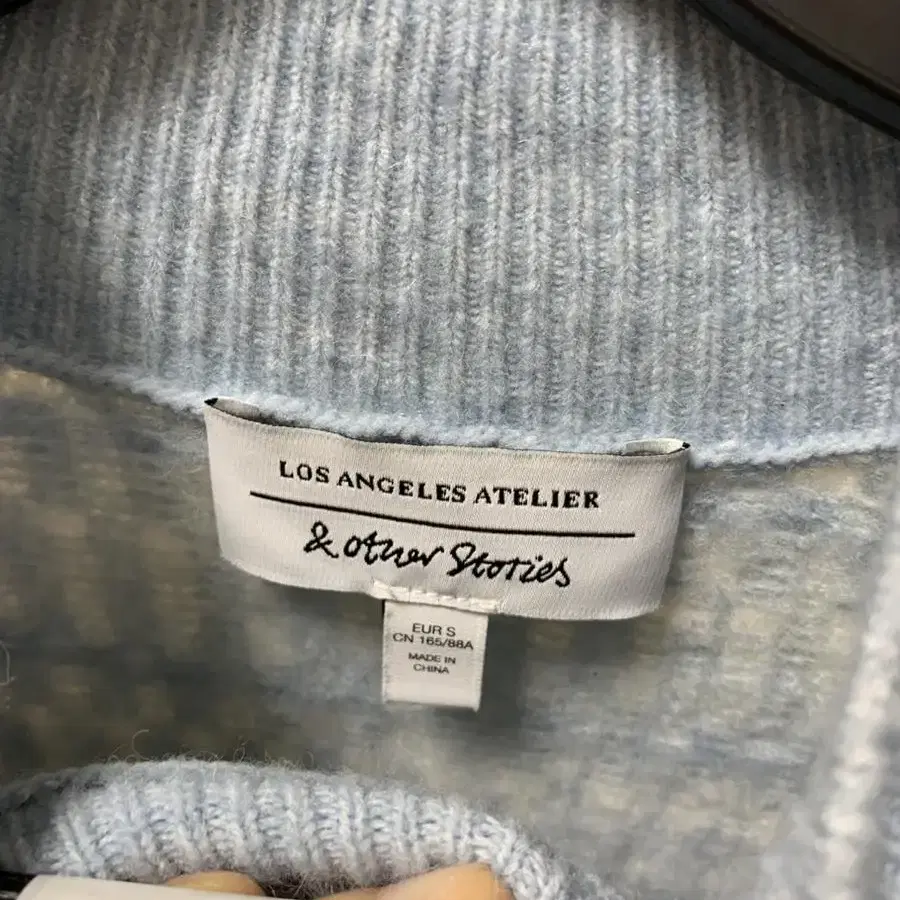 LOS ANGELES ATELIER
& other Stories
EUR S
CN 165/88A
MADE IN
CHINA